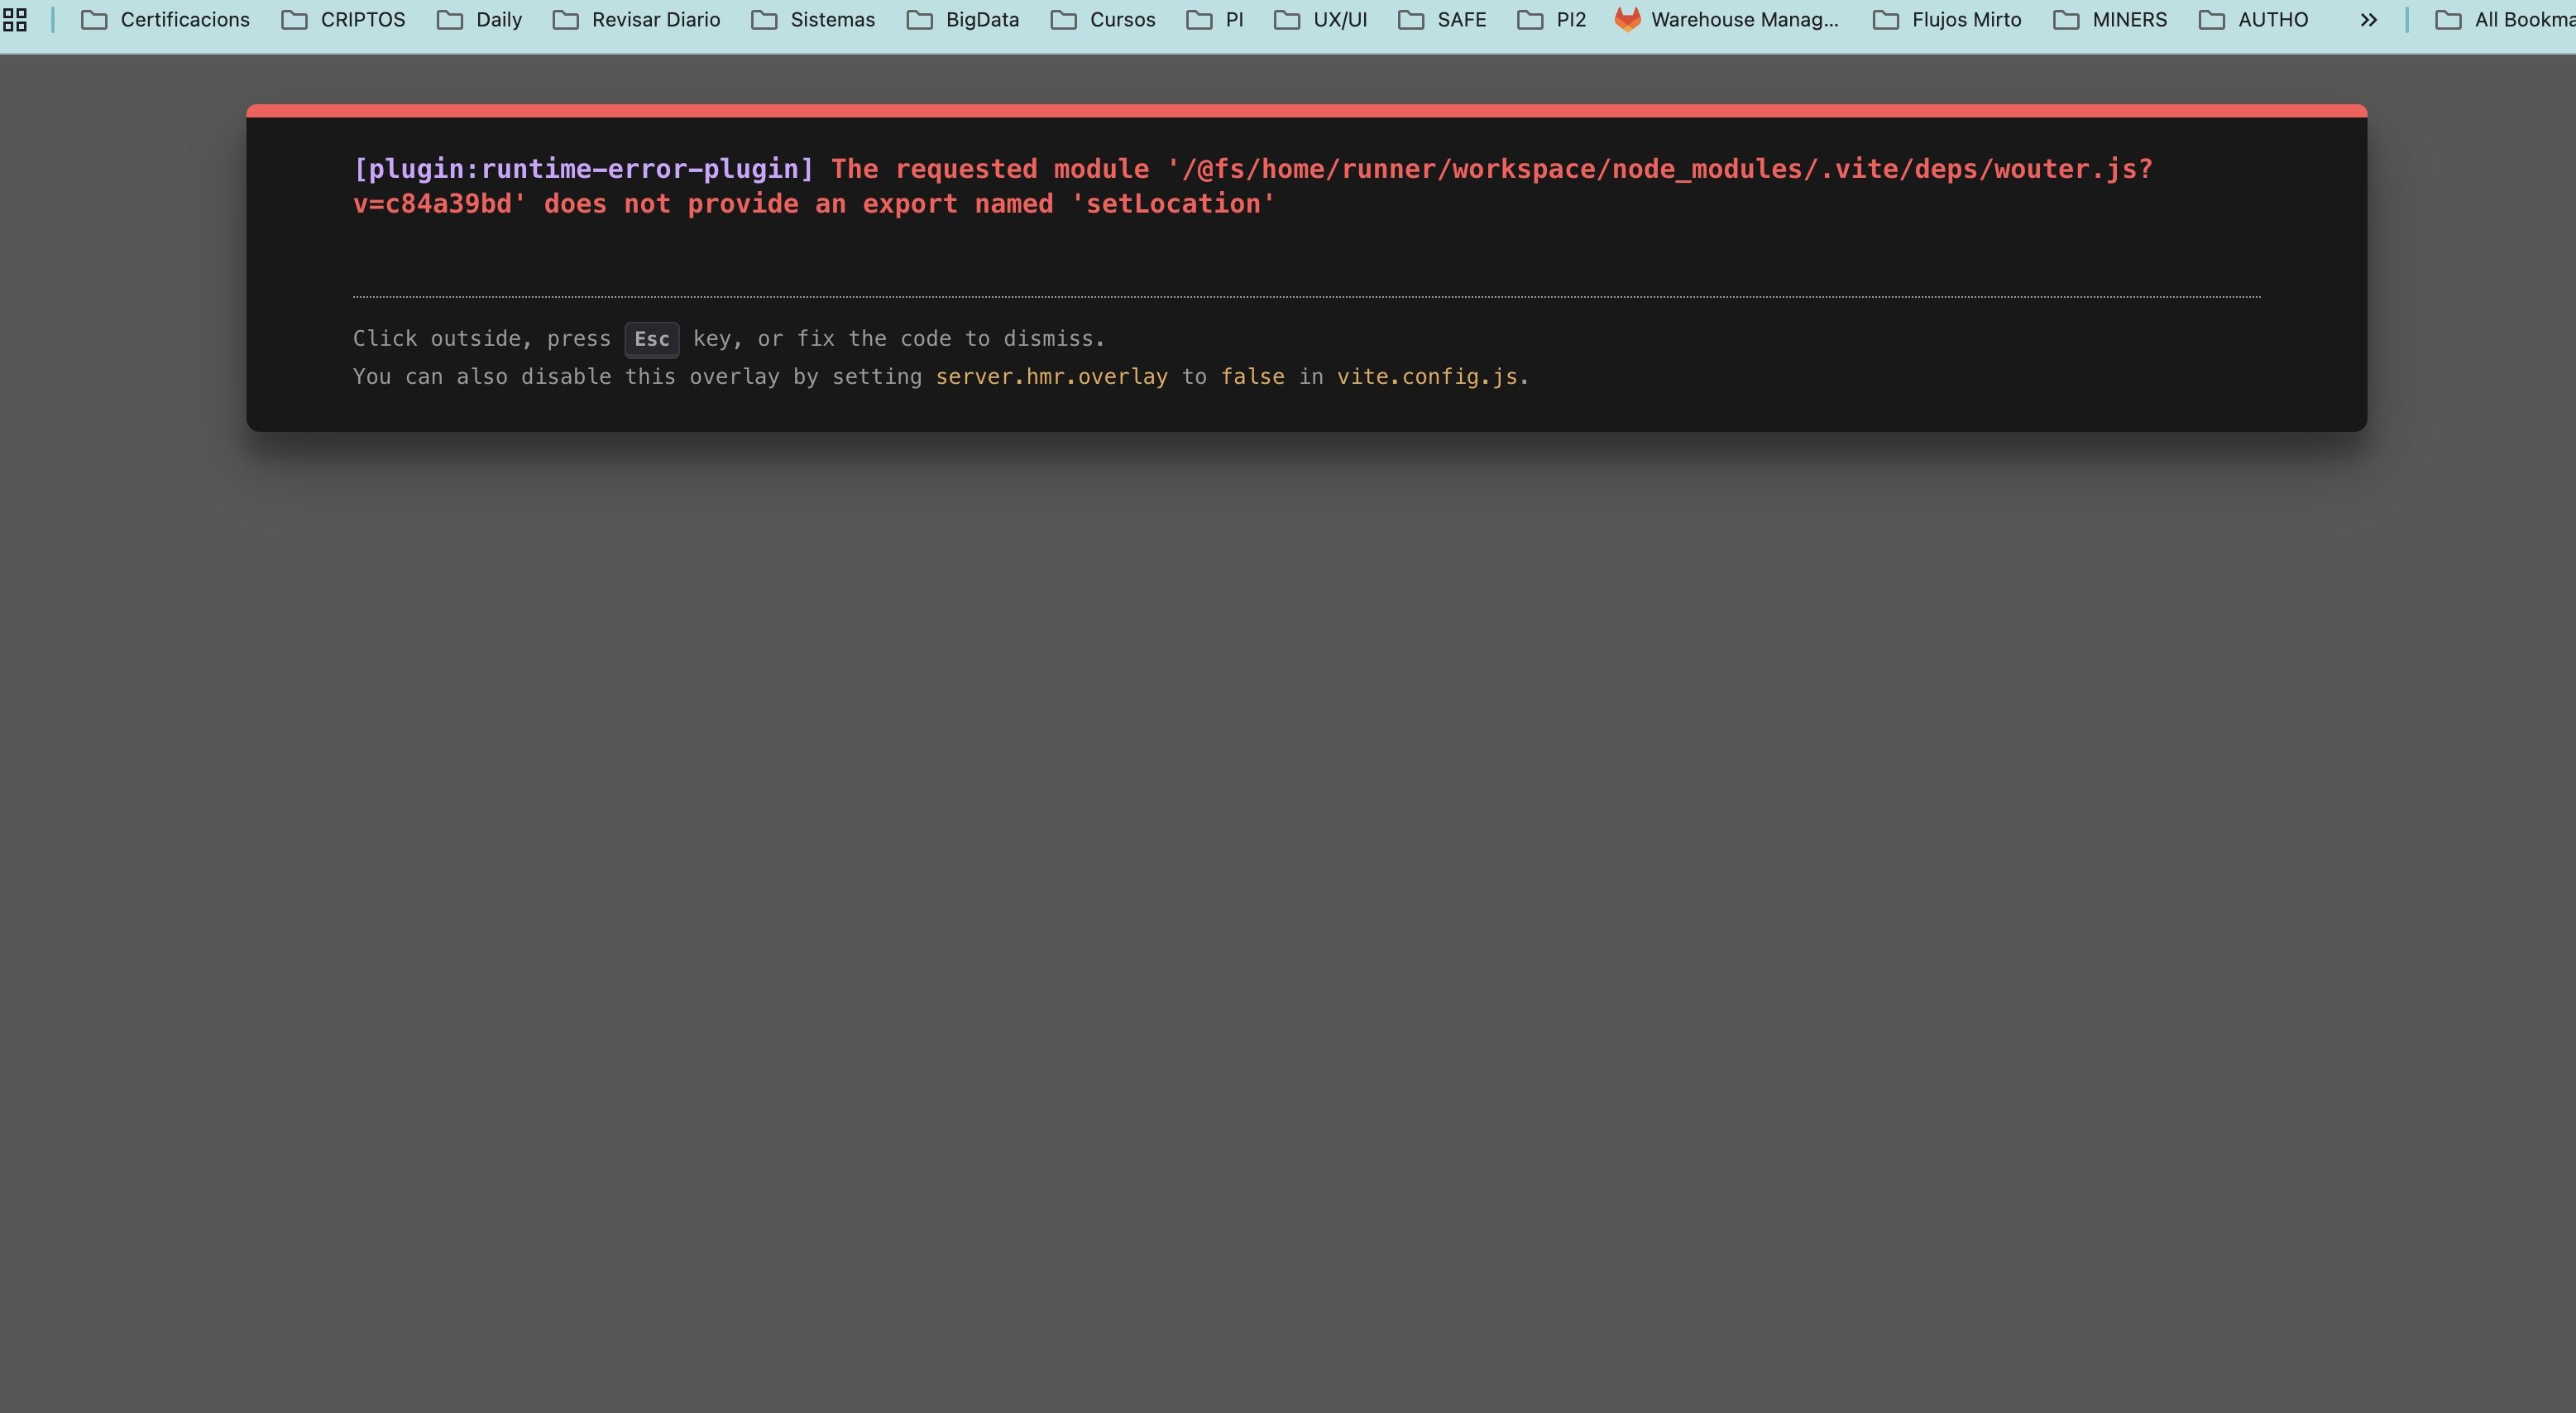 Certificacions CRIPTOS Daily Revisar Diario Sistemas BigData Cursos PI UX/UI SAFE PI2 Warehouse Manag... Flujos Mirto MINERS AUTHO >> All Bookma
[plugin:runtime-error-plugin] The requested module '/@fs/home/runner/workspace/node_modules/.vite/deps/wouter.js?
v=c84a39bd' does not provide an export named 'setLocation'
Click outside, press Esc key, or fix the code to dismiss.
You can also disable this overlay by setting server.hmr.overlay to false in vite.config.js.